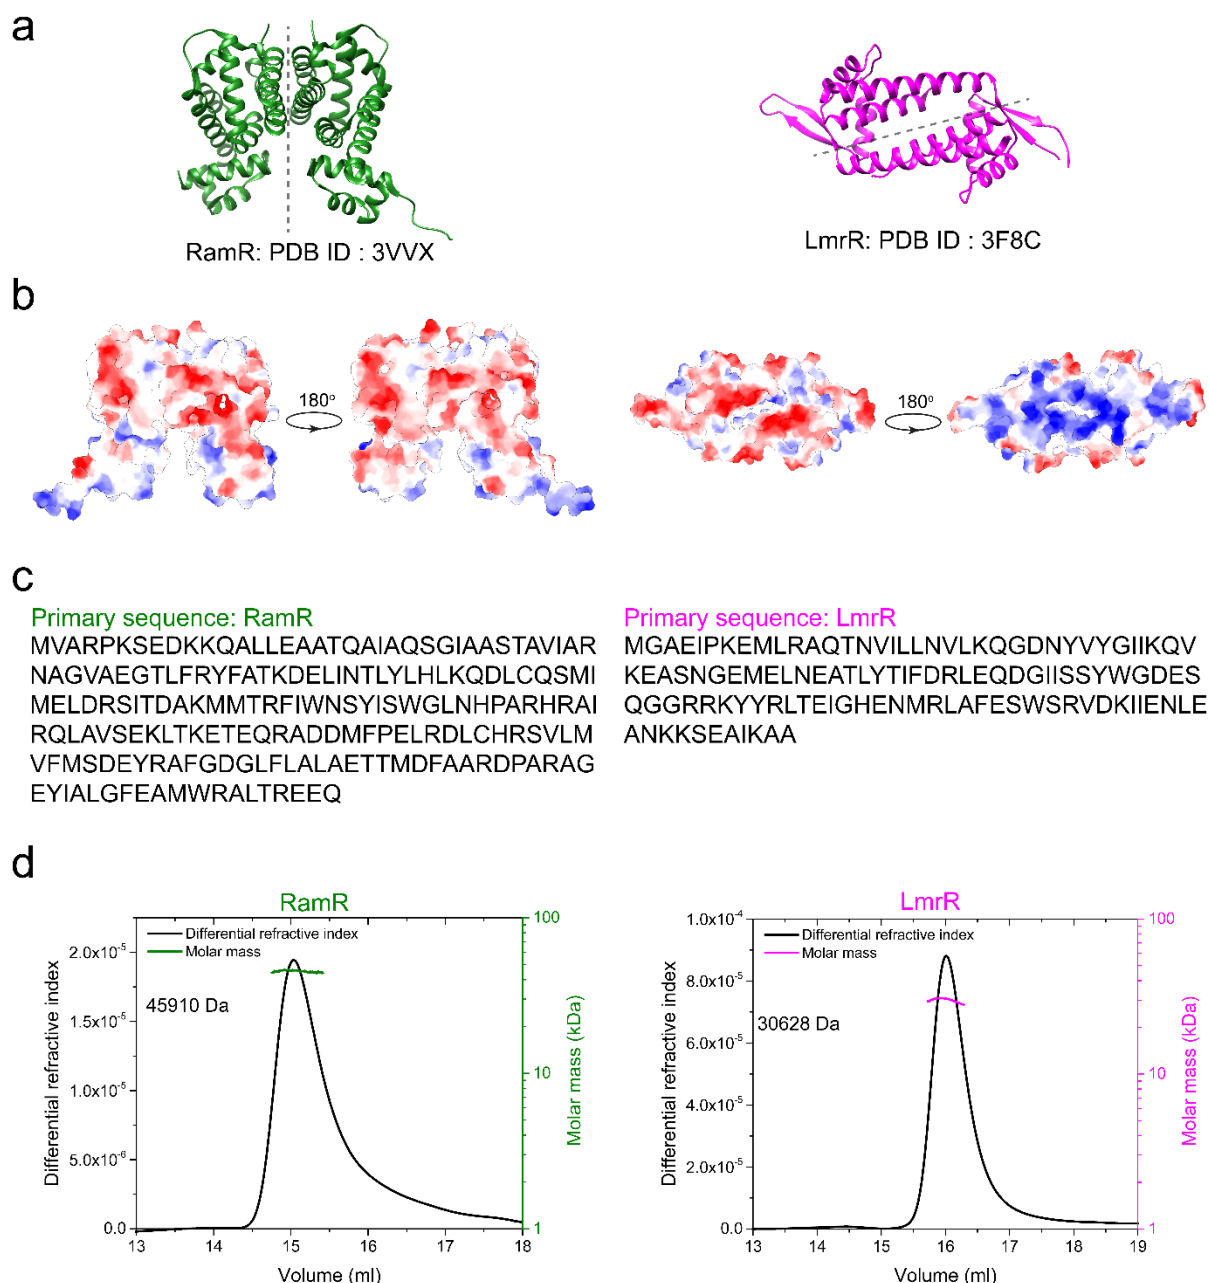 a
RamR: PDB ID : 3VVX
LmrR: PDB ID : 3F8C
b
180°
180°
c
Primary sequence: RamR
MVARPKSEDKKQALLEAATQAIAQSGIAASTAVIAR
NAGVAEGTLFRYFATKDELINTLYLHLKQDLCQSMI
MELDRSITDAKMMTRFIWNSYISWGLNHPARHRAI
RQLAVSEKLTKETEQRADDMFPELRDLCHRSVLM
VFMSDEYRAFGDGLFLALAETTMDFAARDPARAG
EYIALGFEAMWRALTREEQ
Primary sequence: LmrR
MGAEIPKEMLRAQTNVILLNVLKQGDNYVYGIIKQV
KEASNGEMELNEATLYTIFDRLEQDGIISSYWGDES
QGGRRKYYRLTEIGHENMRLAFESWSRVDKIIENLE
ANKKSEAIKAA
d
RamR
Differential refractive index
Molar mass
45910 Da
Differential refractive index
2.0x10⁻⁵
1.5x10⁻⁵
1.0x10⁻⁵
5.0x10⁻⁶
0.0
13 14 15 16 17 18
Volume (ml)
100
10
1
Molar mass (kDa)
LmrR
Differential refractive index
Molar mass
30628 Da
Differential refractive index
1.0x10⁻⁴
8.0x10⁻⁵
6.0x10⁻⁵
4.0x10⁻⁵
2.0x10⁻⁵
0.0
13 14 15 16 17 18 19
Volume (ml)
100
10
1
Molar mass (kDa)